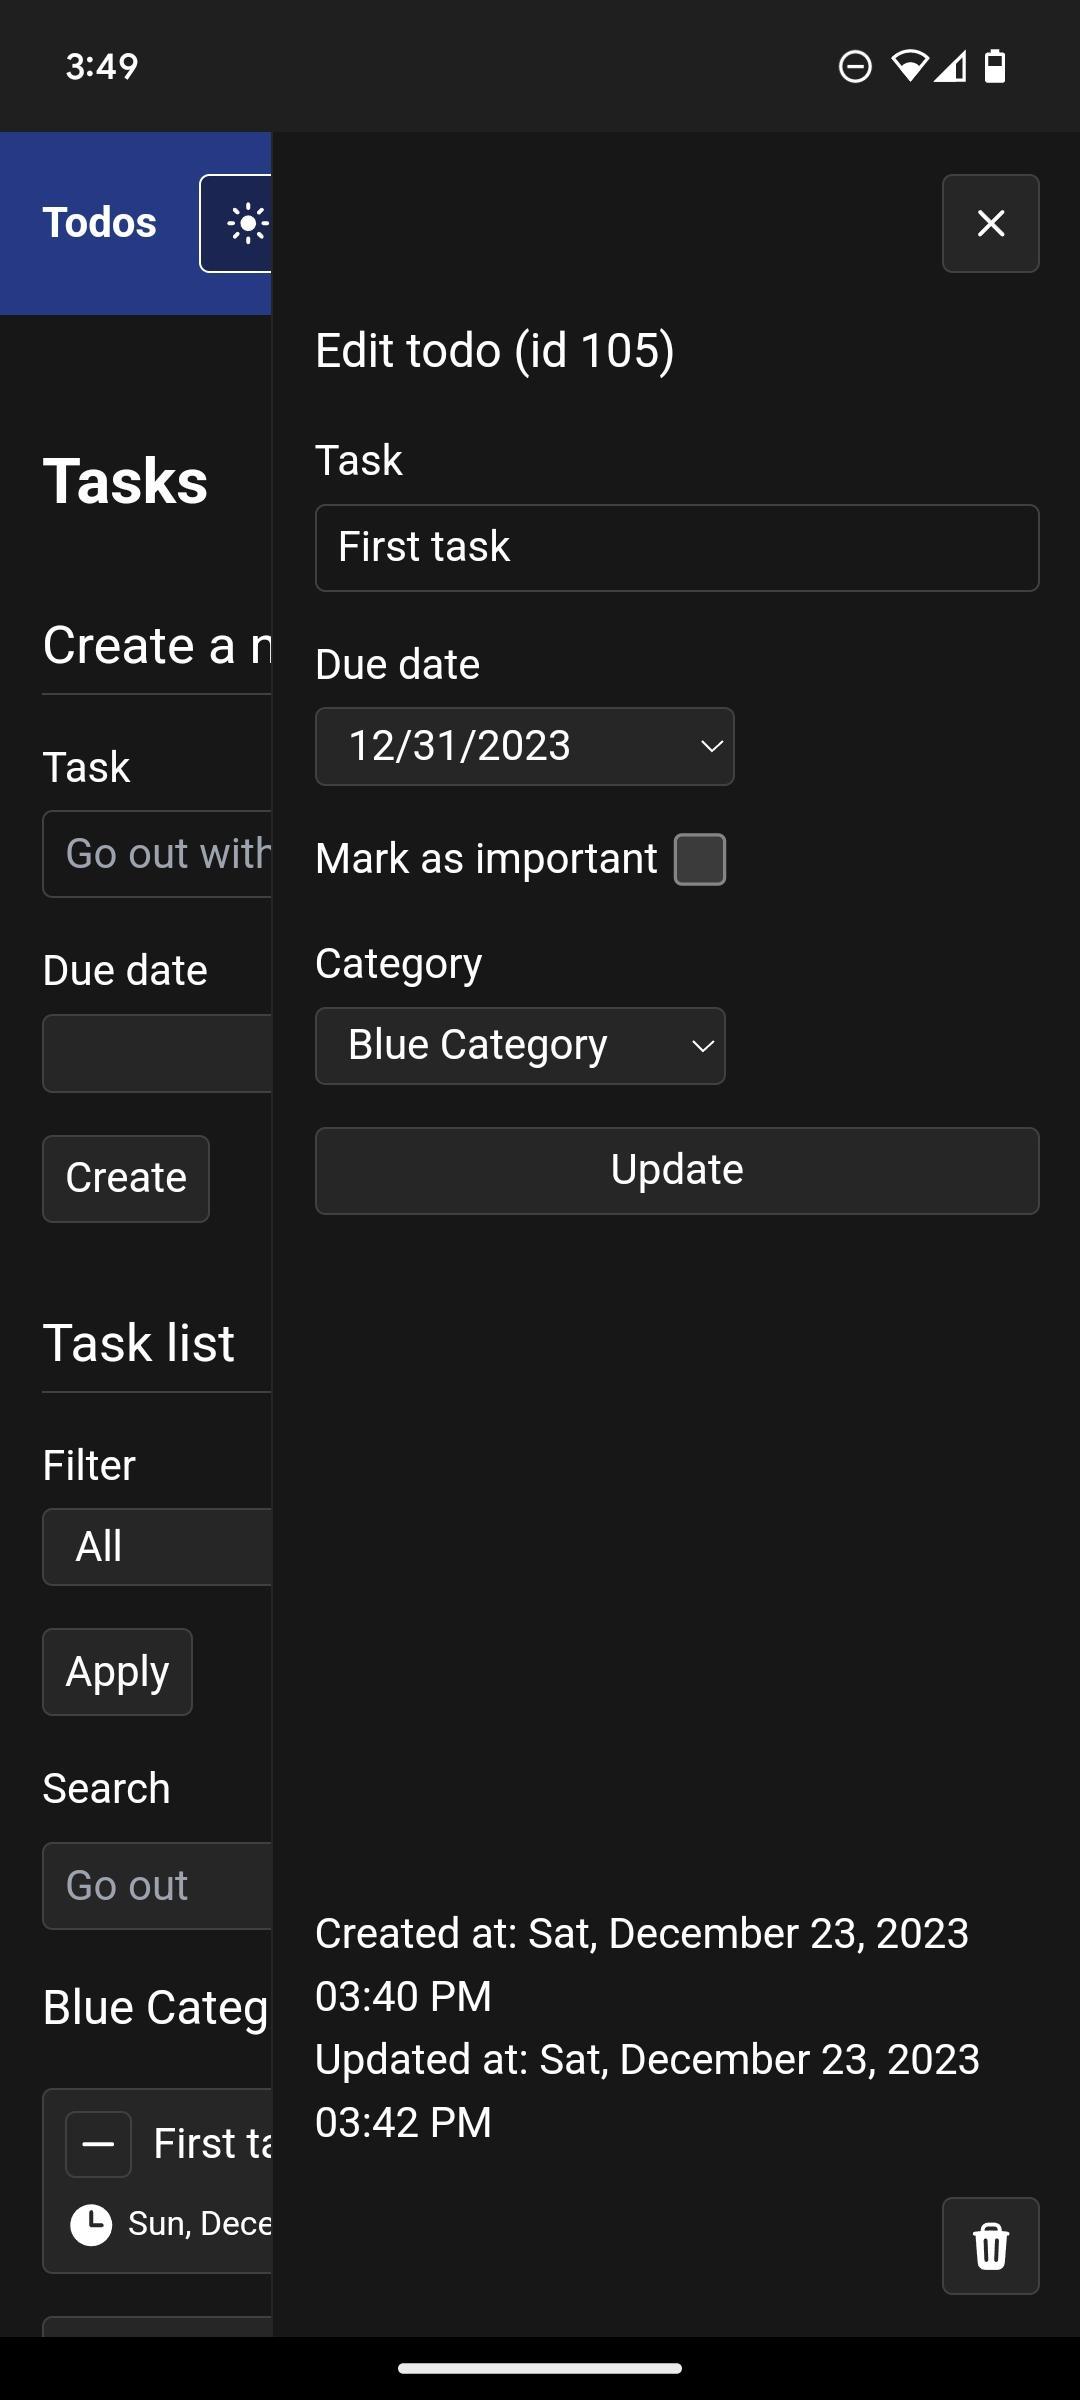 3:49
Todos
Tasks
Create a n
Task
Go out with
Due date
Create
Task list
Filter
All
Apply
Search
Go out
Blue Categ
First ta
Sun, Dece
Edit todo (id 105)
Task
First task
Due date
12/31/2023
Mark as important
Category
Blue Category
Update
Created at: Sat, December 23, 2023
03:40 PM
Updated at: Sat, December 23, 2023
03:42 PM